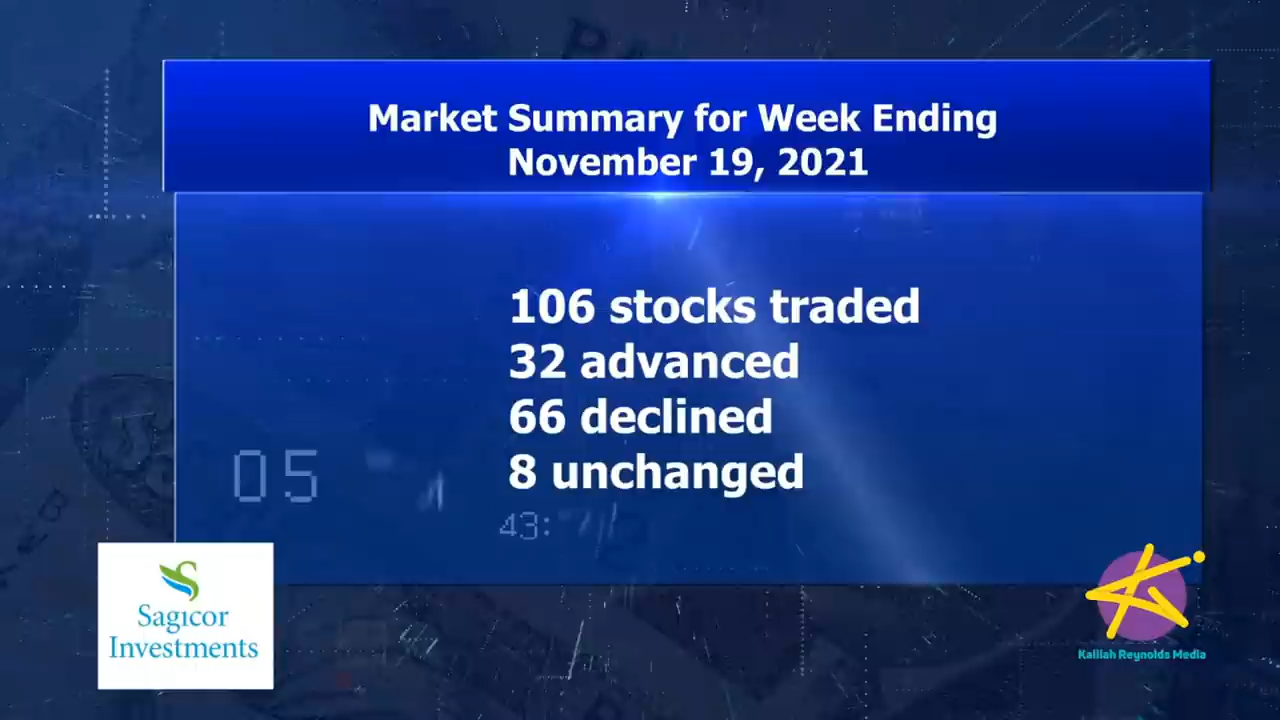 Market Summary for Week Ending
November 19, 2021
106 stocks traded
32 advanced
66 declined
8 unchanged
05
43:
Sagicor
Investments
Kalilah Reynolds Media